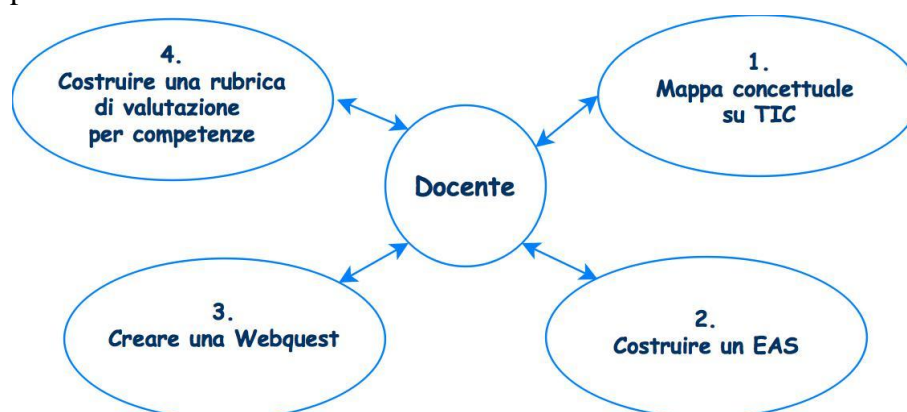 4.
Costruire una rubrica
di valutazione
per competenze
1.
Mappa concettuale
su TIC
Docente
3.
Creare una Webquest
2.
Costruire un EAS